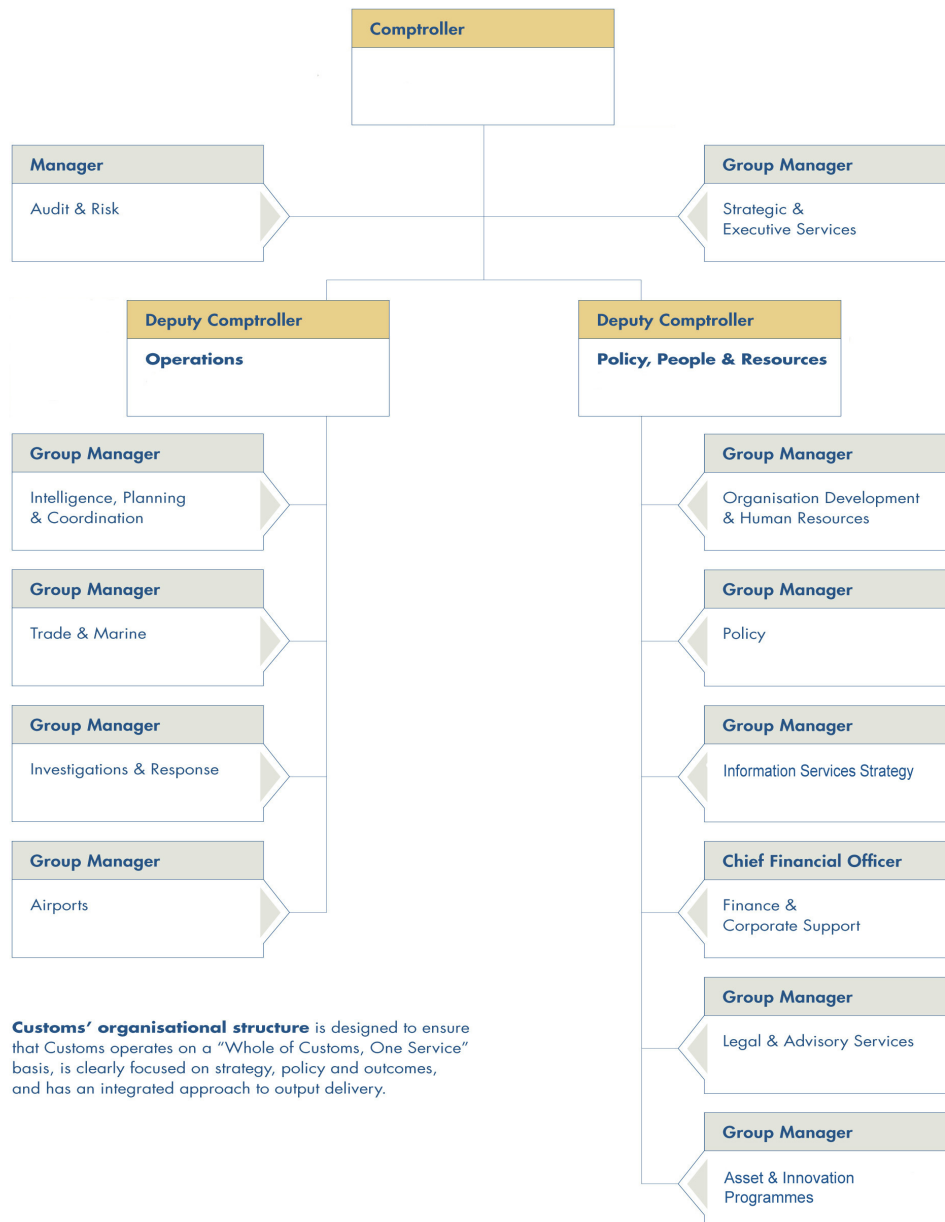 Comptroller
Manager
Audit & Risk
Group Manager
Strategic &
Executive Services
Deputy Comptroller
Operations
Deputy Comptroller
Policy, People & Resources
Group Manager
Intelligence, Planning
& Coordination
Group Manager
Trade & Marine
Group Manager
Investigations & Response
Group Manager
Airports
Group Manager
Organisation Development
& Human Resources
Group Manager
Policy
Group Manager
Information Services Strategy
Chief Financial Officer
Finance &
Corporate Support
Group Manager
Legal & Advisory Services
Group Manager
Asset & Innovation
Programmes
Customs’ organisational structure is designed to ensure
that Customs operates on a “Whole of Customs, One Service”
basis, is clearly focused on strategy, policy and outcomes,
and has an integrated approach to output delivery.